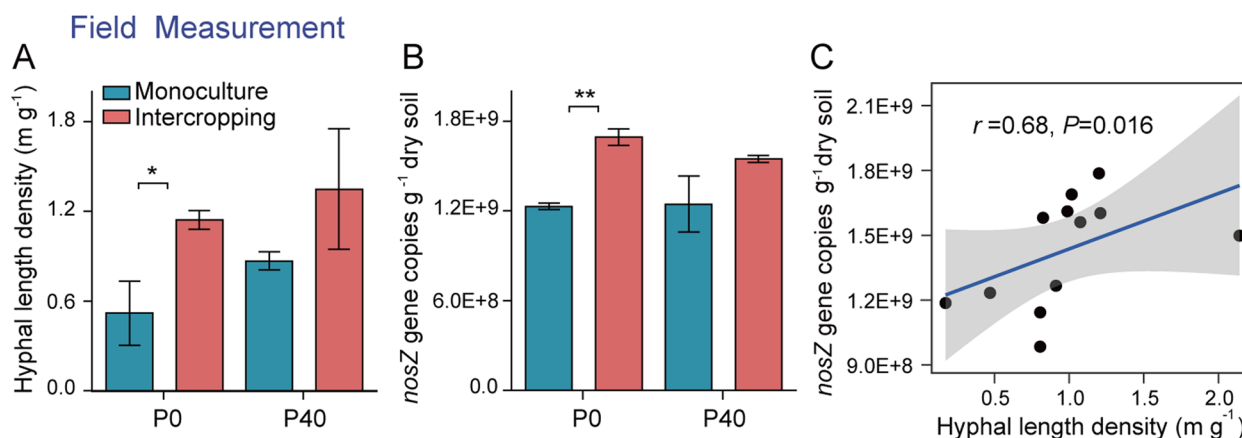 Field Measurement
A
Hyphal length density (m g⁻¹)
1.8
1.2
0.6
0.0
Monoculture
Intercropping
*
P0
P40
B
nosZ gene copies g⁻¹ dry soil
1.8E+9
1.2E+9
6.0E+8
0.0
**
P0
P40
C
nosZ gene copies g⁻¹ dry soil
2.1E+9
1.8E+9
1.5E+9
1.2E+9
9.0E+8
r =0.68, P=0.016
0.5
1.0
1.5
2.0
Hyphal length density (m g⁻¹)